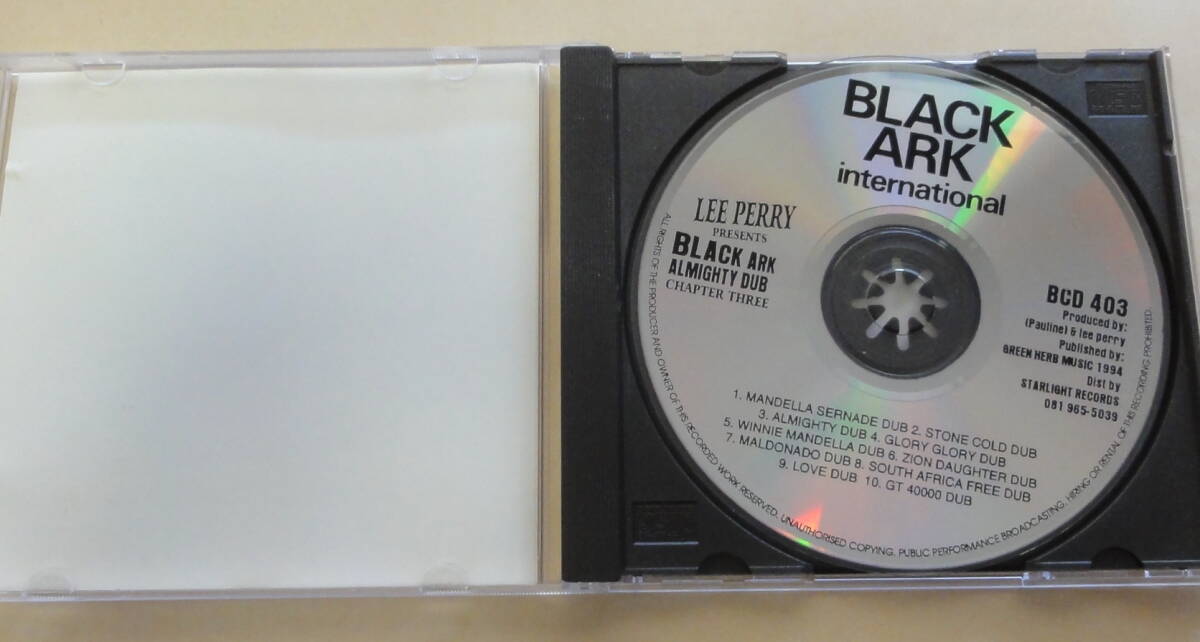 BLACK
ARK
international
LEE PERRY
PRESENTS
BLACK ARK
ALMIGHTY DUB
CHAPTER THREE
BCD 403
Produced by:
(Pauline) & lee perry
Published by:
GREEN HERB MUSIC 1994
Dist by
STARLIGHT RECORDS
081 965-5039
1. MANDELLA SERNADE DUB 2. STONE COLD DUB
3. ALMIGHTY DUB 4. GLORY GLORY DUB
5. WINNIE MANDELLA DUB 6. ZION DAUGHTER DUB
7. MALDONADO DUB 8. SOUTH AFRICA FREE DUB
9. LOVE DUB 10. GT 40000 DUB
ALL RIGHTS OF THE PRODUCER AND OWNER OF THIS RECORDED WORK RESERVED. UNAUTHORISED COPYING, PUBLIC PERFORMANCE BROADCASTING, HIRING OR RENTAL OF THIS RECORDING PROHIBITED.